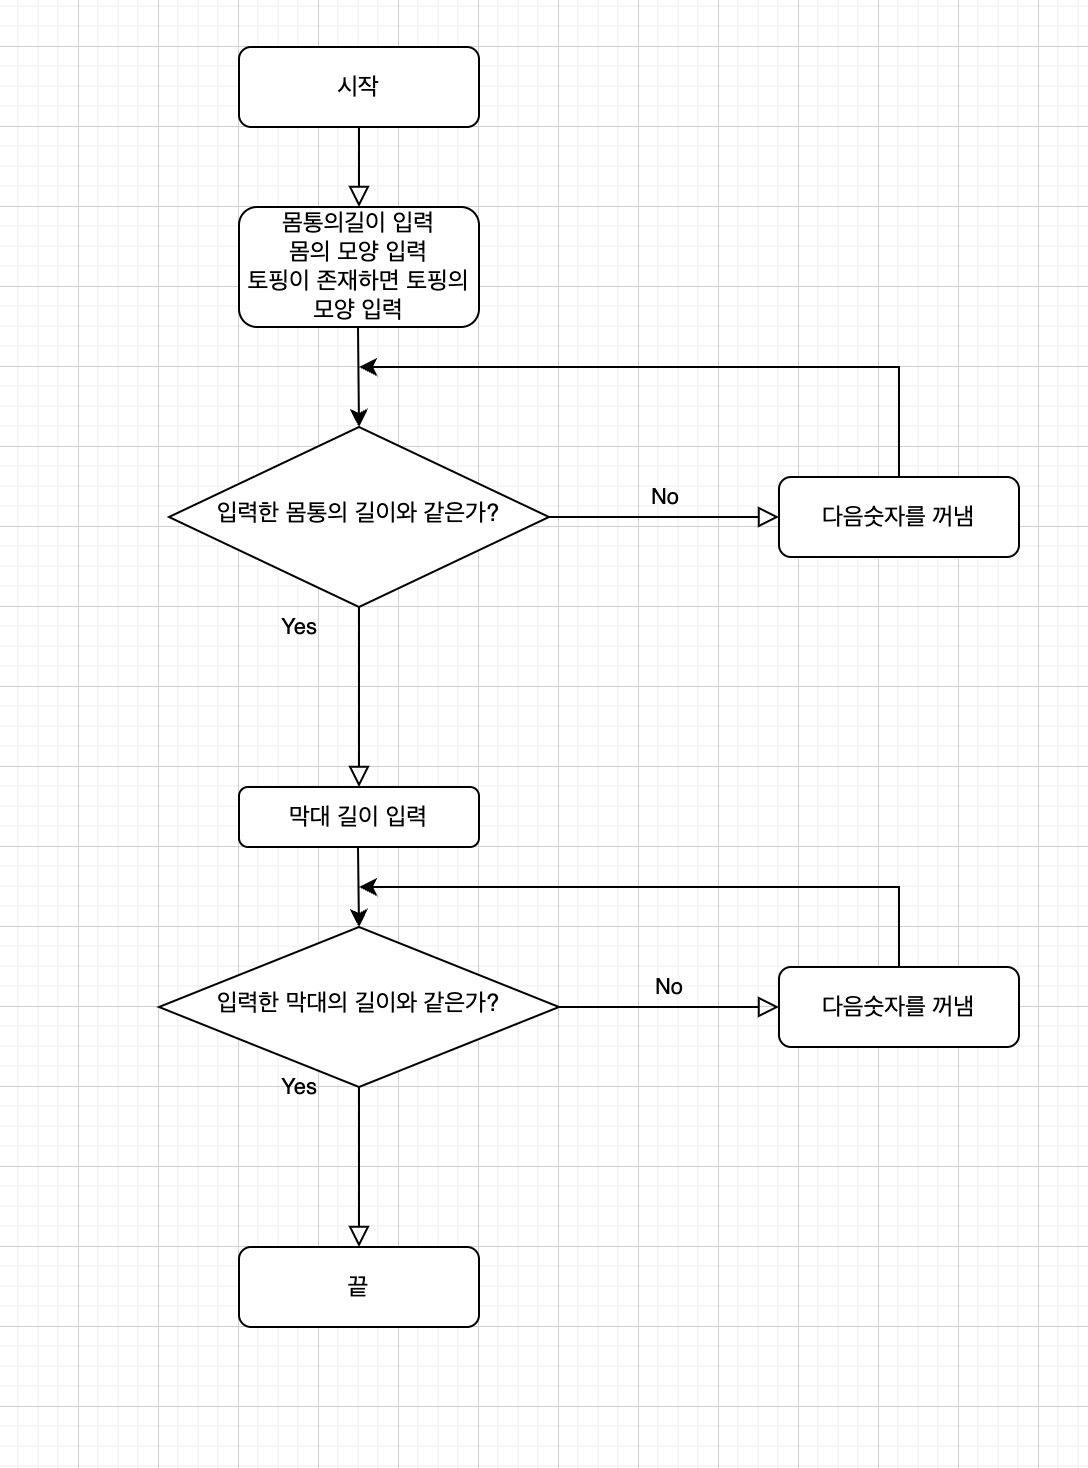 시작
몸통의길이 입력
몸의 모양 입력
토핑이 존재하면 토핑의
모양 입력
입력한 몸통의 길이와 같은가?
No
다음숫자를 꺼냄
Yes
막대 길이 입력
입력한 막대의 길이와 같은가?
No
다음숫자를 꺼냄
Yes
끝